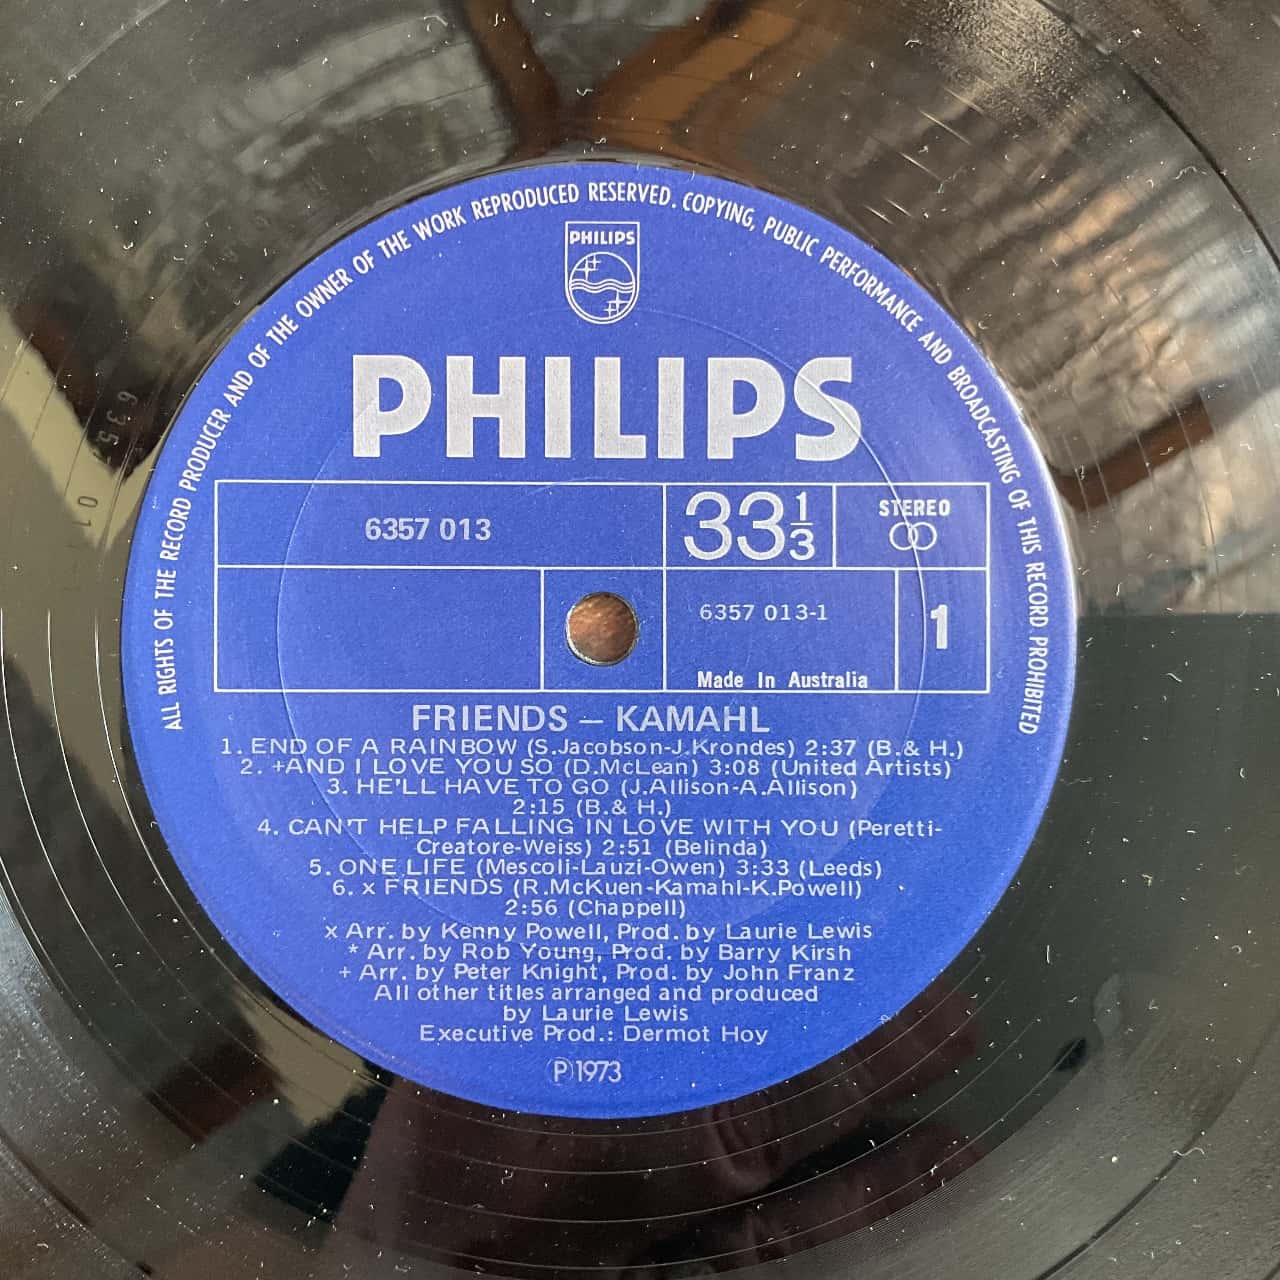 ALL RIGHTS OF THE RECORD PRODUCER AND OF THE OWNER OF THE WORK REPRODUCED RESERVED. COPYING, PUBLIC PERFORMANCE AND BROADCASTING OF THIS RECORD PROHIBITED
PHILIPS
PHILIPS
6357 013
33 1/3
STEREO
6357 013-1
1
Made In Australia
FRIENDS – KAMAHL
1. END OF A RAINBOW (S.Jacobson-J.Krondes) 2:37 (B.& H.)
2. +AND I LOVE YOU SO (D.McLean) 3:08 (United Artists)
3. HE'LL HAVE TO GO (J.Allison-A.Allison)
2:15 (B.& H.)
4. CAN'T HELP FALLING IN LOVE WITH YOU (Peretti-
Creatore-Weiss) 2:51 (Belinda)
5. ONE LIFE (Mescoli-Lauzi-Owen) 3:33 (Leeds)
6. x FRIENDS (R.McKuen-Kamahl-K.Powell)
2:56 (Chappell)
x Arr. by Kenny Powell, Prod. by Laurie Lewis
* Arr. by Rob Young, Prod. by Barry Kirsh
+ Arr. by Peter Knight, Prod. by John Franz
All other titles arranged and produced
by Laurie Lewis
Executive Prod.: Dermot Hoy
Ⓟ1973